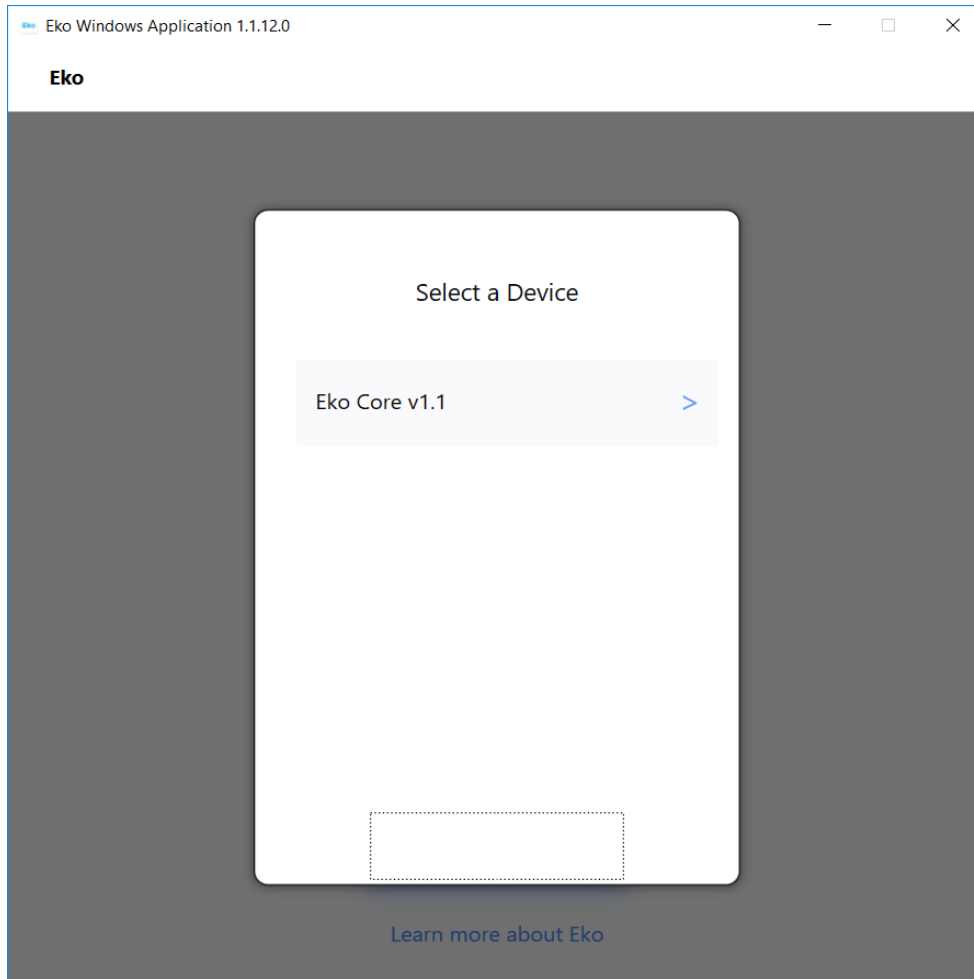 Eko Windows Application 1.1.12.0
Eko
Select a Device
Eko Core v1.1 >
Learn more about Eko